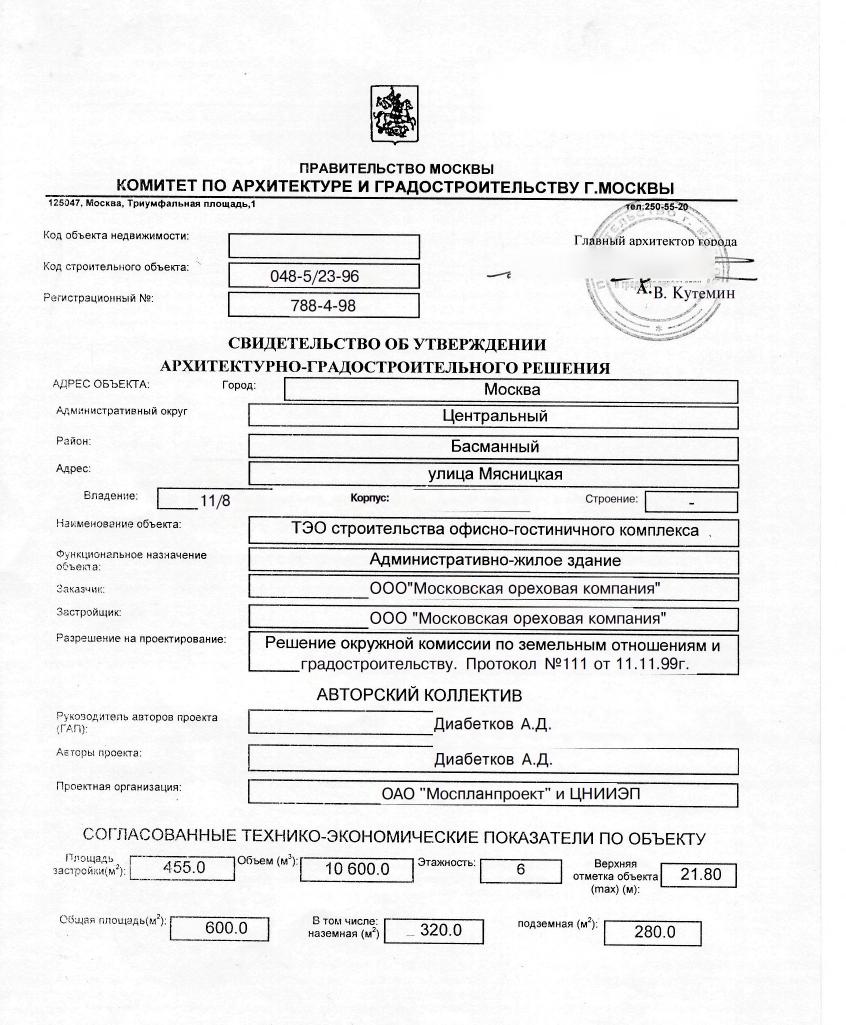 ПРАВИТЕЛЬСТВО МОСКВЫ
КОМИТЕТ ПО АРХИТЕКТУРЕ И ГРАДОСТРОИТЕЛЬСТВУ Г.МОСКВЫ
125047, Москва, Триумфальная площадь,1 тел:250-55-20
Главный архитектор города
А.В. Кутемин
Код объекта недвижимости:
Код строительного объекта: 048-5/23-96
Регистрационный №: 788-4-98
СВИДЕТЕЛЬСТВО ОБ УТВЕРЖДЕНИИ
АРХИТЕКТУРНО-ГРАДОСТРОИТЕЛЬНОГО РЕШЕНИЯ
АДРЕС ОБЪЕКТА: Город: Москва
Административный округ Центральный
Район: Басманный
Адрес: улица Мясницкая
Владение: 11/8 Корпус: Строение: -
Наименование объекта: ТЭО строительства офисно-гостиничного комплекса
Функциональное назначение
объекта: Административно-жилое здание
Заказчик: ООО"Московская ореховая компания"
Застройщик: ООО "Московская ореховая компания"
Разрешение на проектирование: Решение окружной комиссии по земельным отношениям и
градостроительству. Протокол №111 от 11.11.99г.
АВТОРСКИЙ КОЛЛЕКТИВ
Руководитель авторов проекта
(ГАП): Диабетков А.Д.
Авторы проекта: Диабетков А.Д.
Проектная организация: ОАО "Моспланпроект" и ЦНИИЭП
СОГЛАСОВАННЫЕ ТЕХНИКО-ЭКОНОМИЧЕСКИЕ ПОКАЗАТЕЛИ ПО ОБЪЕКТУ
Площадь
застройки(м²): 455.0 Объем (м³): 10 600.0 Этажность: 6 Верхняя
отметка объекта
(max) (м): 21.80
Общая площадь(м²): 600.0 В том числе:
наземная (м²) 320.0 подземная (м²): 280.0